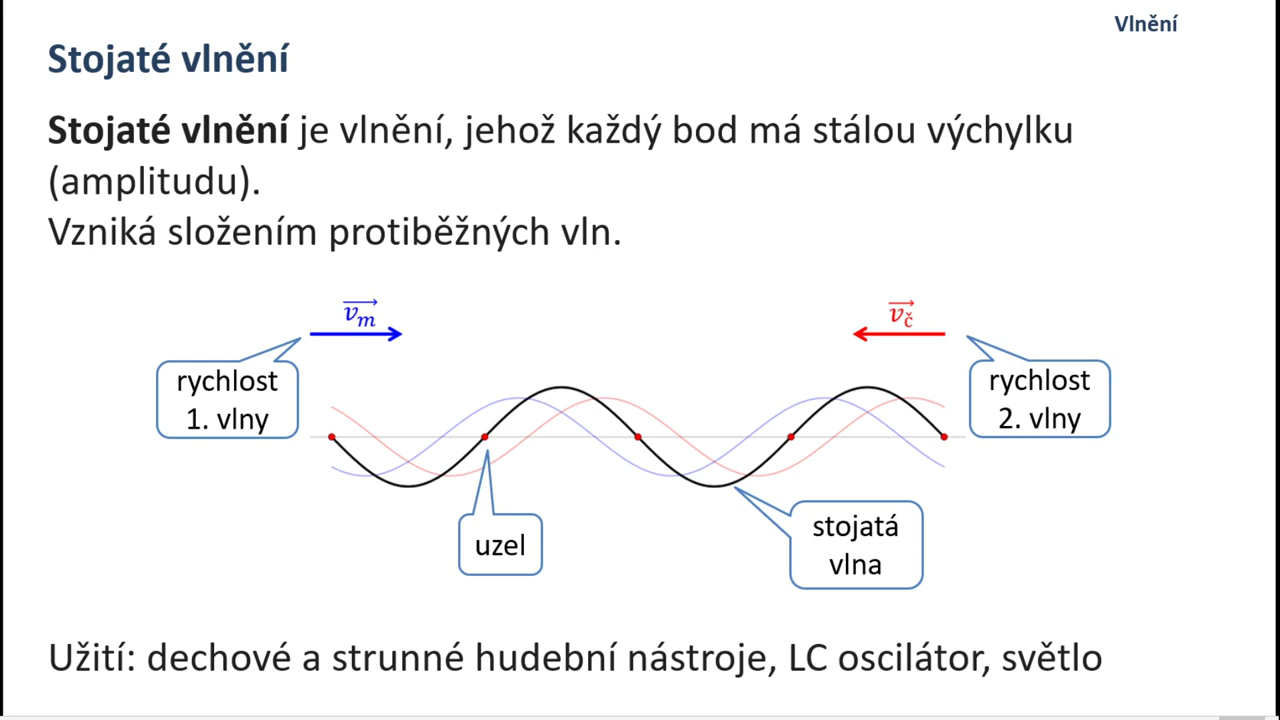 Vlnění
Stojaté vlnění
Stojaté vlnění je vlnění, jehož každý bod má stálou výchylku
(amplitudu).
Vzniká složením protiběžných vln.
v_m
v_č
rychlost
1. vlny
rychlost
2. vlny
uzel
stojatá
vlna
Užití: dechové a strunné hudební nástroje, LC oscilátor, světlo